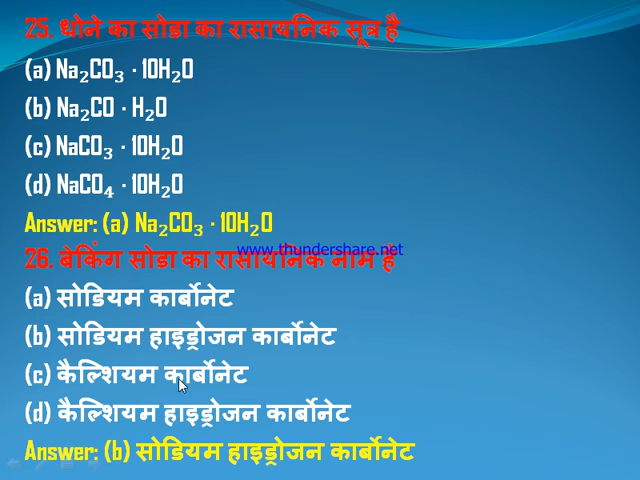 25. धोने का सोडा का रासायनिक सूत्र है
(a) Na₂CO₃ · 10H₂O
(b) Na₂CO · H₂O
(c) NaCO₃ · 10H₂O
(d) NaCO₄ · 10H₂O
Answer: (a) Na₂CO₃ · 10H₂O
www.thundershare.net
26. बेकिंग सोडा का रासायनिक नाम है
(a) सोडियम कार्बोनेट
(b) सोडियम हाइड्रोजन कार्बोनेट
(c) कैल्शियम कार्बोनेट
(d) कैल्शियम हाइड्रोजन कार्बोनेट
Answer: (b) सोडियम हाइड्रोजन कार्बोनेट